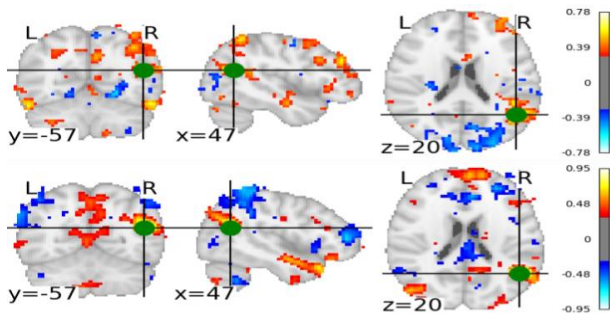 L R L R 0.78
0.39
0
-0.39
y=-57 x=47 z=20 -0.78
L R L R 0.95
0.48
0
-0.48
y=-57 x=47 z=20 -0.95